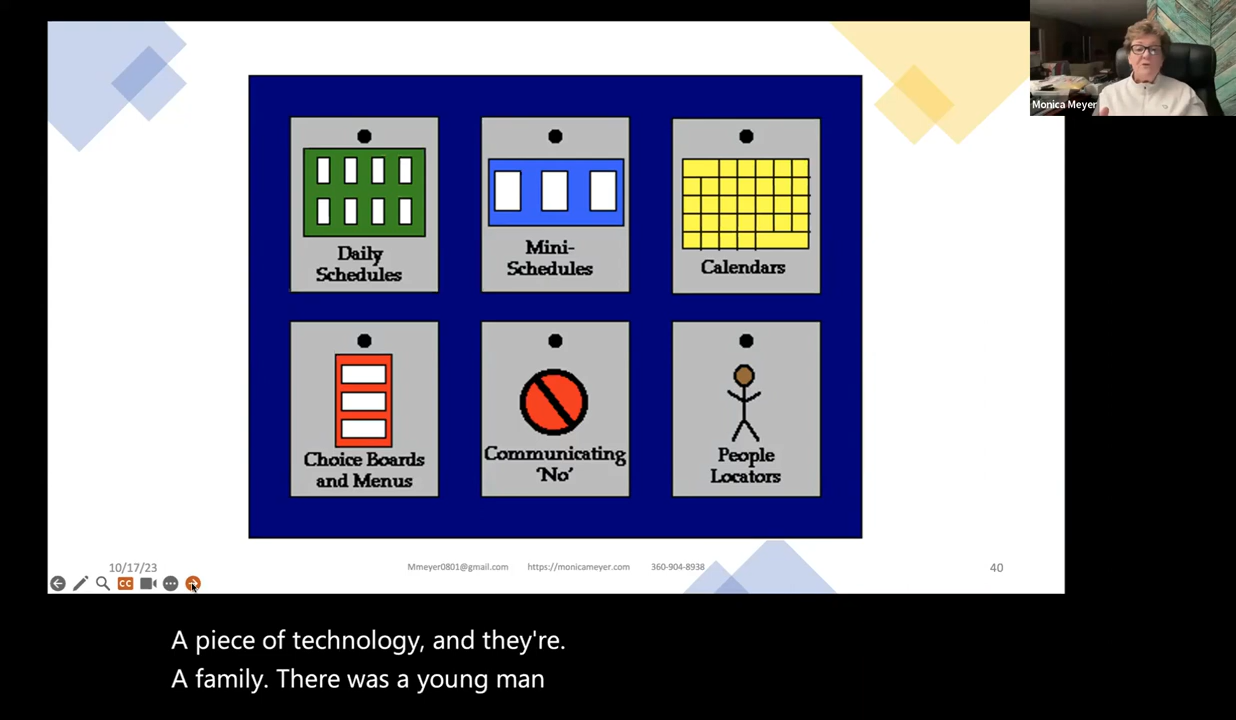 Monica Meyer
Daily
Schedules
Mini-
Schedules
Calendars
Choice Boards
and Menus
Communicating
'No'
People
Locators
10/17/23
Mmeyer0801@gmail.com https://monicameyer.com 360-904-8938
40
CC
A piece of technology, and they're.
A family. There was a young man